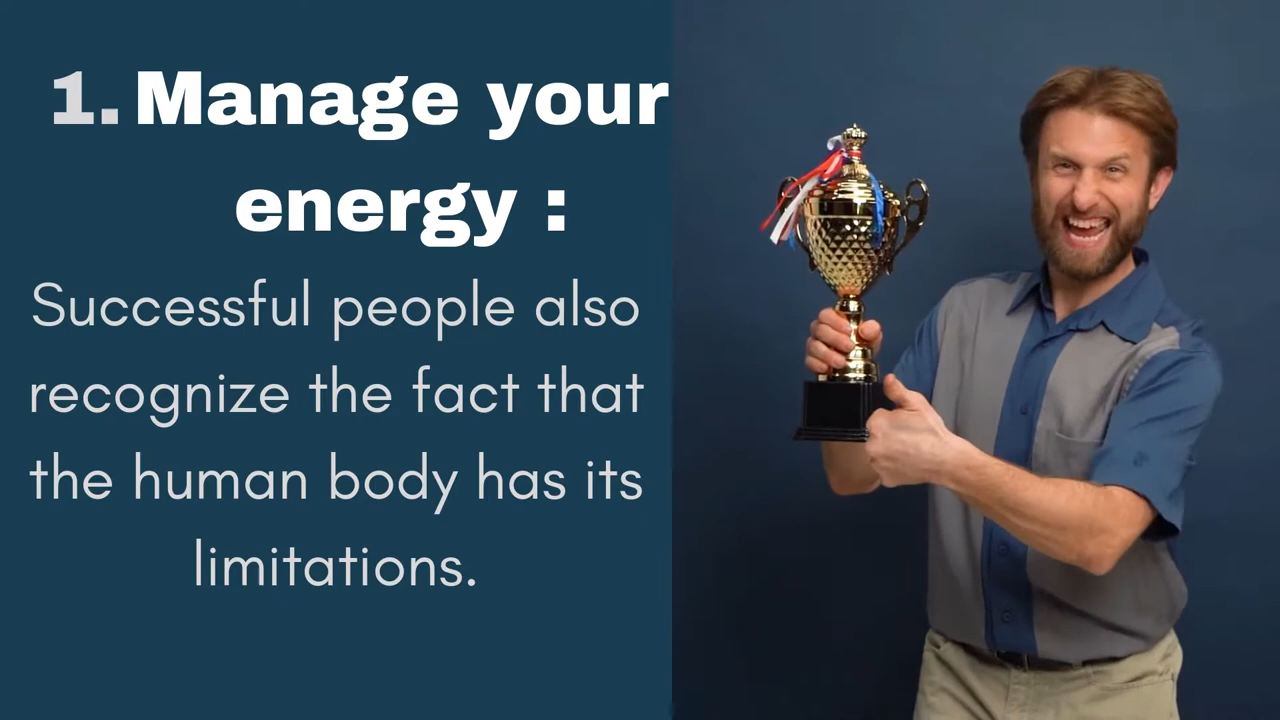 1. Manage your
energy :
Successful people also
recognize the fact that
the human body has its
limitations.